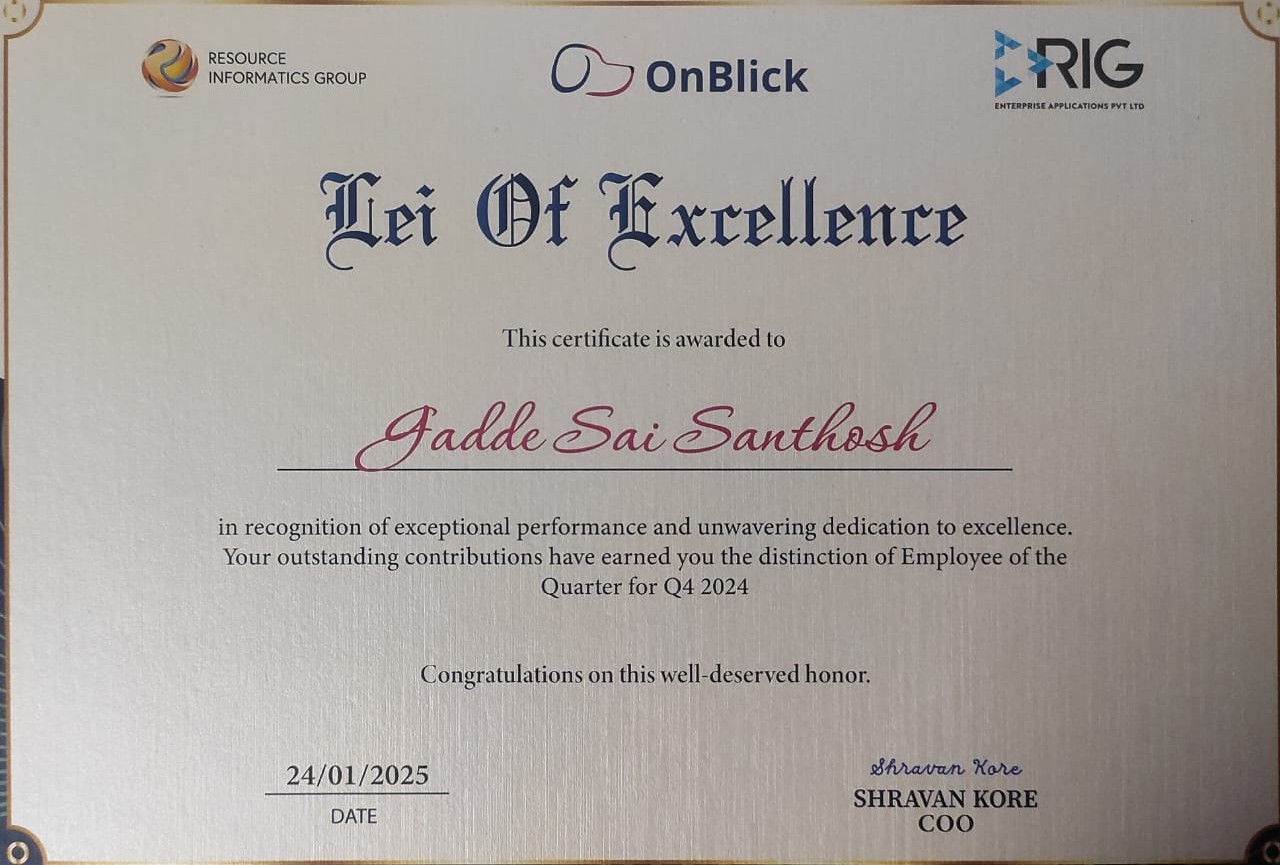 RESOURCE
INFORMATICS GROUP
OnBlick
RIG
ENTERPRISE APPLICATIONS PVT LTD
Lei Of Excellence
This certificate is awarded to
Gadde Sai Santhosh
in recognition of exceptional performance and unwavering dedication to excellence.
Your outstanding contributions have earned you the distinction of Employee of the
Quarter for Q4 2024
Congratulations on this well-deserved honor.
24/01/2025
DATE
Shravan Kore
SHRAVAN KORE
COO